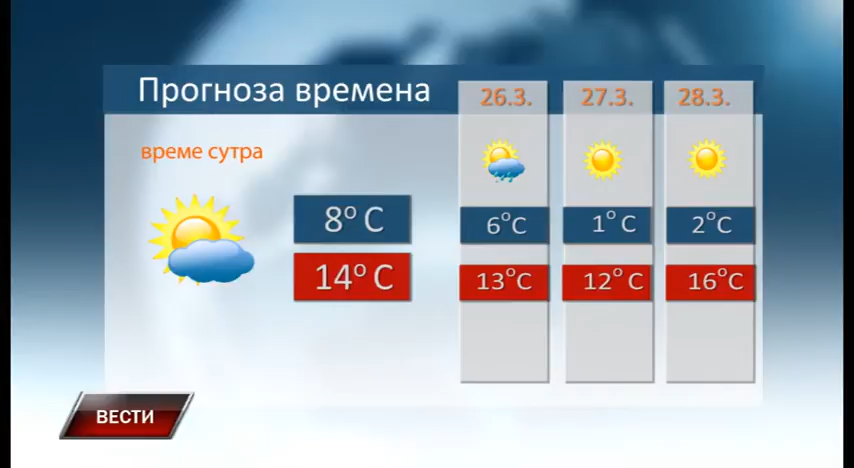 Прогноза времена
време сутра
8° C
14° C
26.3.
27.3.
28.3.
6°C
1°C
2°C
13°C
12°C
16°C
ВЕСТИ